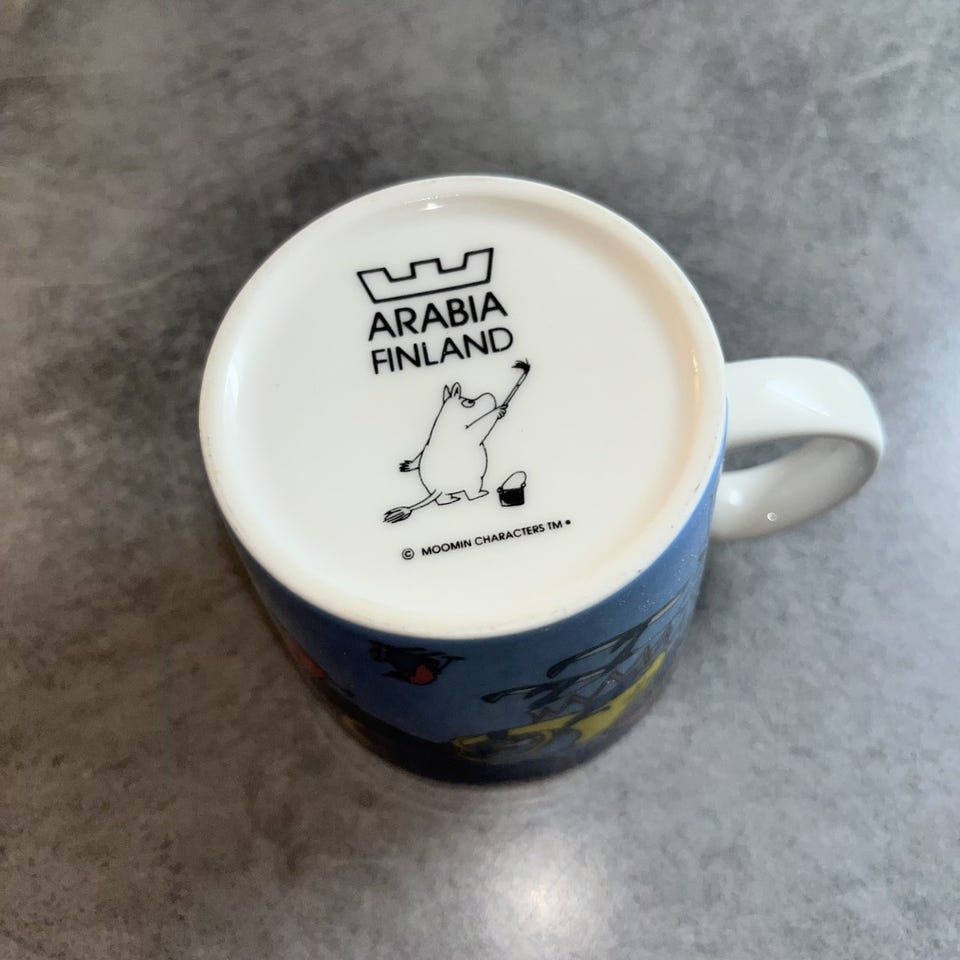 ARABIA
FINLAND
© MOOMIN CHARACTERS TM •